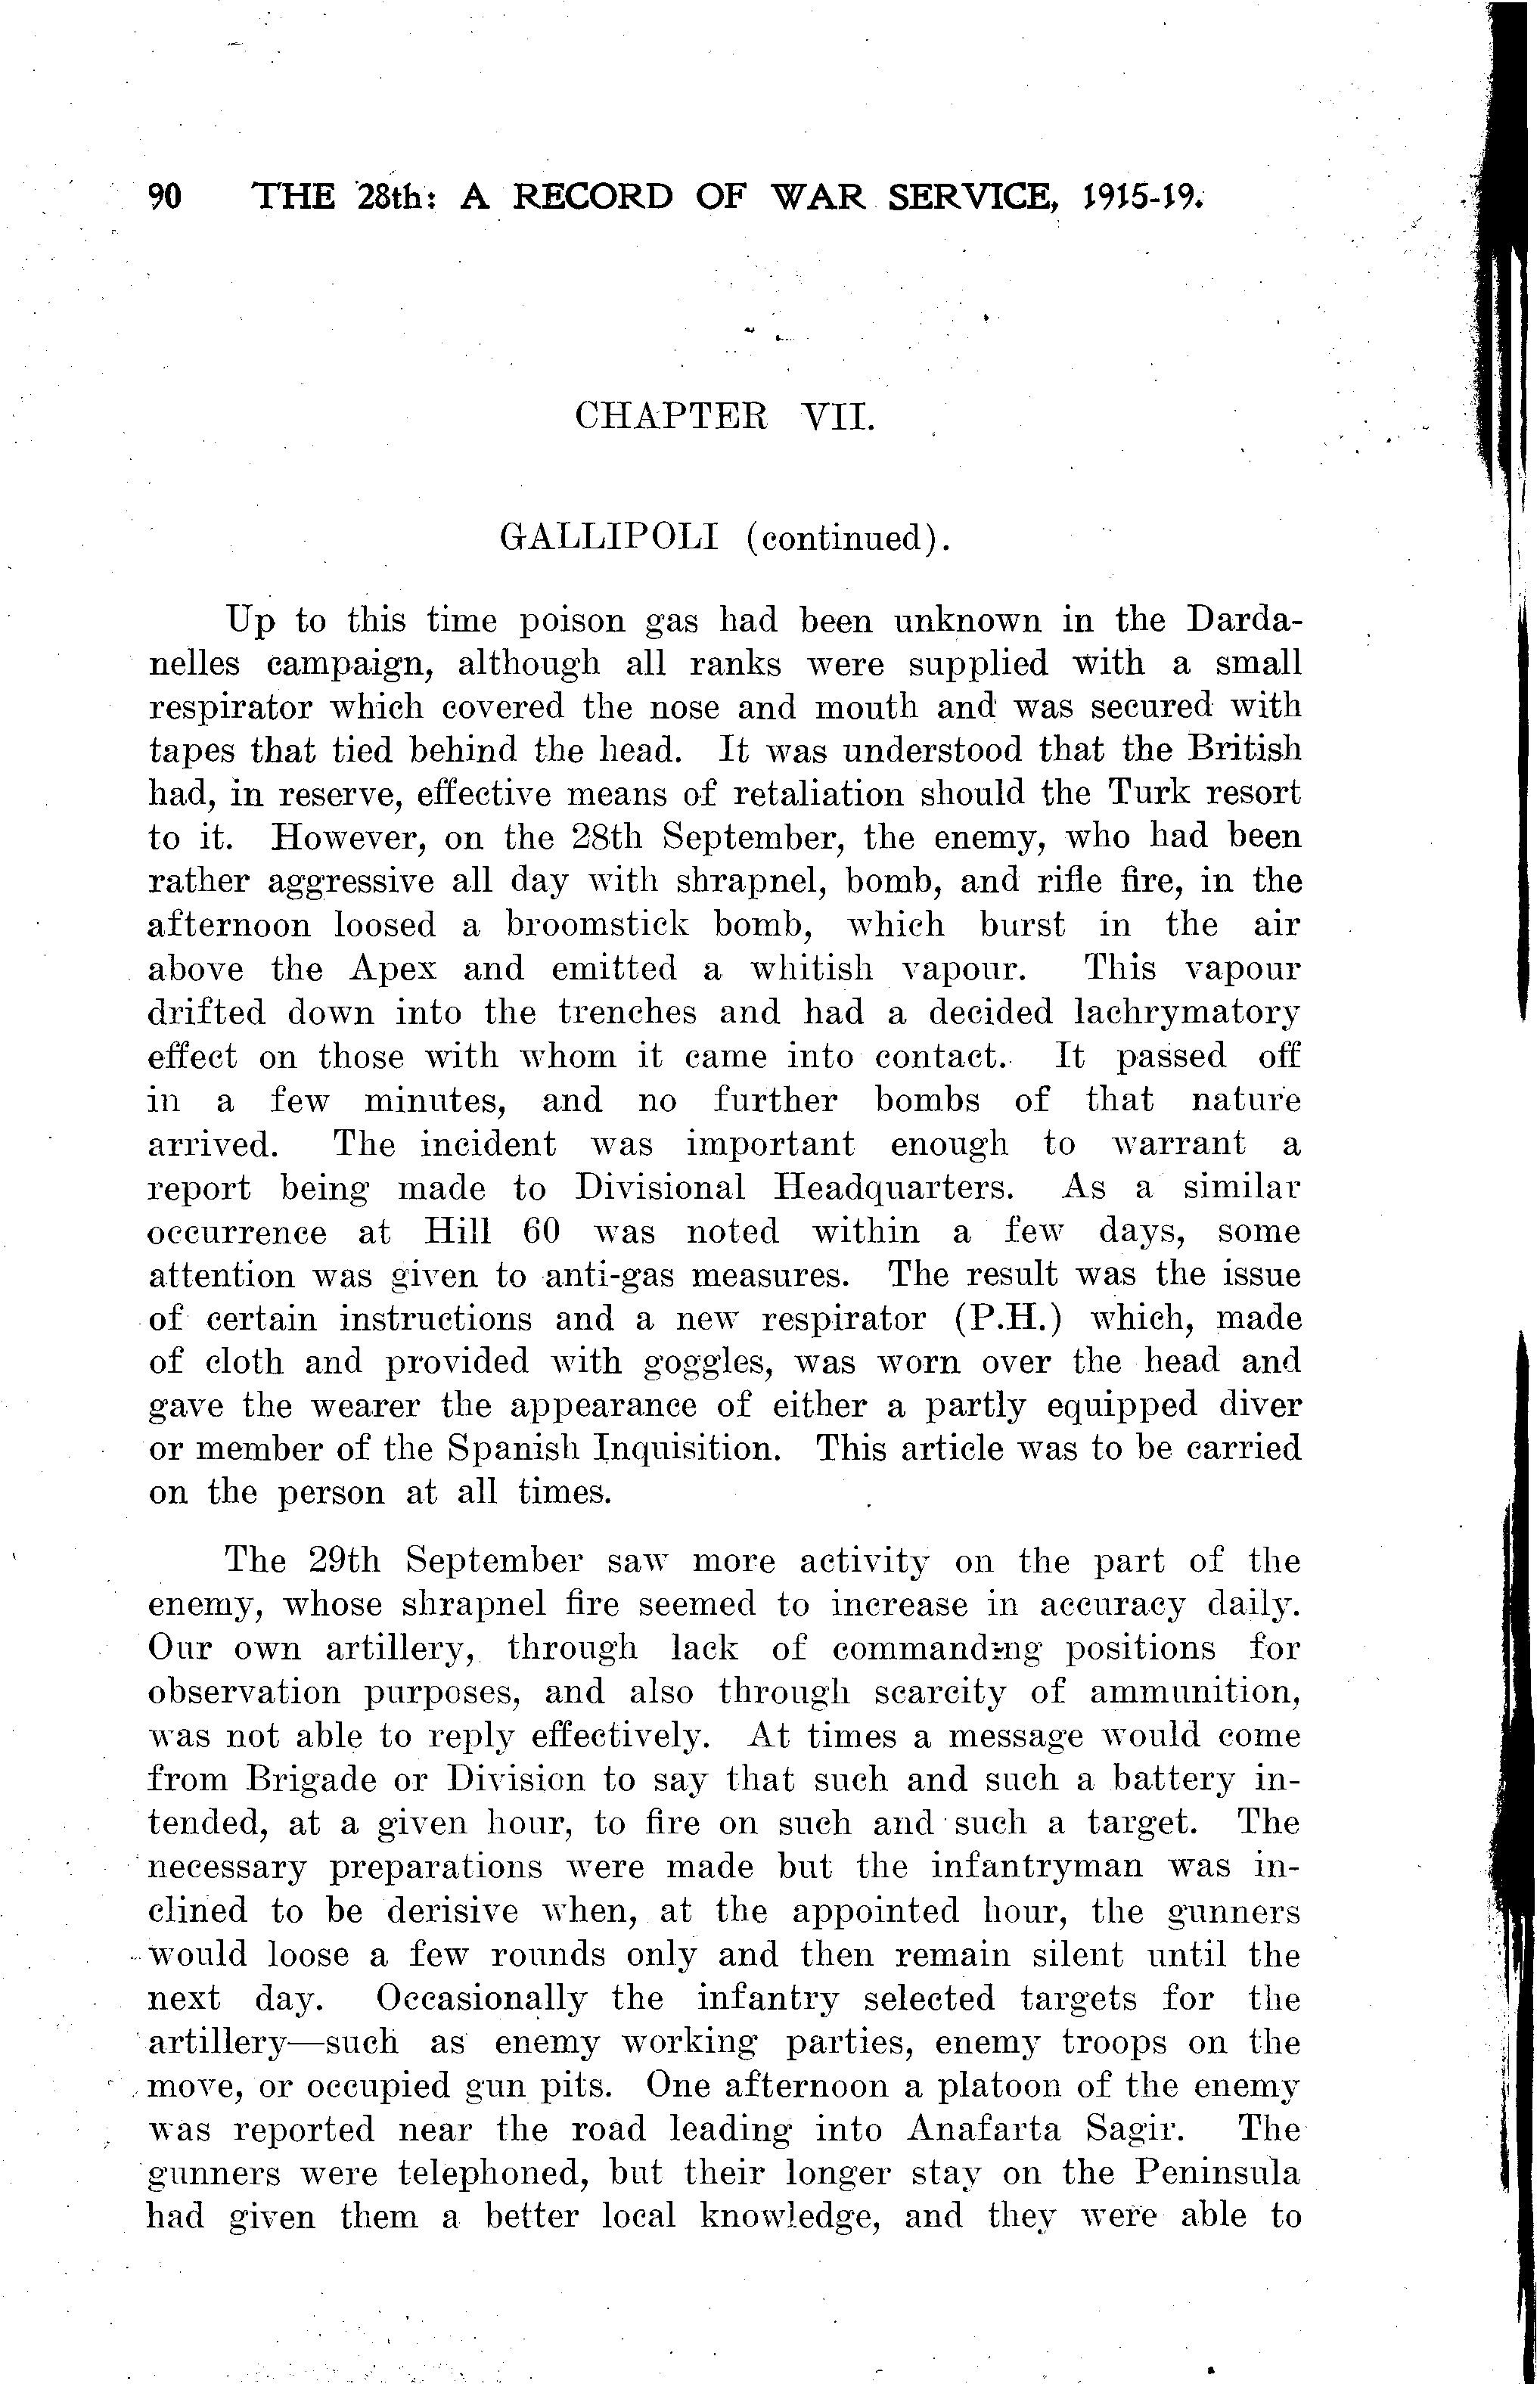 90 THE 28th: A RECORD OF WAR SERVICE, 1915-19.
CHAPTER VII.
GALLIPOLI (continued).
Up to this time poison gas had been unknown in the Darda-
nelles campaign, although all ranks were supplied with a small
respirator which covered the nose and mouth and was secured with
tapes that tied behind the head. It was understood that the British
had, in reserve, effective means of retaliation should the Turk resort
to it. However, on the 28th September, the enemy, who had been
rather aggressive all day with shrapnel, bomb, and rifle fire, in the
afternoon loosed a broomstick bomb, which burst in the air
above the Apex and emitted a whitish vapour. This vapour
drifted down into the trenches and had a decided lachrymatory
effect on those with whom it came into contact. It passed off
in a few minutes, and no further bombs of that nature
arrived. The incident was important enough to warrant a
report being made to Divisional Headquarters. As a similar
occurrence at Hill 60 was noted within a few days, some
attention was given to anti-gas measures. The result was the issue
of certain instructions and a new respirator (P.H.) which, made
of cloth and provided with goggles, was worn over the head and
gave the wearer the appearance of either a partly equipped diver
or member of the Spanish Inquisition. This article was to be carried
on the person at all times.
The 29th September saw more activity on the part of the
enemy, whose shrapnel fire seemed to increase in accuracy daily.
Our own artillery, through lack of commanding positions for
observation purposes, and also through scarcity of ammunition,
was not able to reply effectively. At times a message would come
from Brigade or Division to say that such and such a battery in-
tended, at a given hour, to fire on such and such a target. The
necessary preparations were made but the infantryman was in-
clined to be derisive when, at the appointed hour, the gunners
would loose a few rounds only and then remain silent until the
next day. Occasionally the infantry selected targets for the
artillery—such as enemy working parties, enemy troops on the
move, or occupied gun pits. One afternoon a platoon of the enemy
was reported near the road leading into Anafarta Sagir. The
gunners were telephoned, but their longer stay on the Peninsula
had given them a better local knowledge, and they were able to